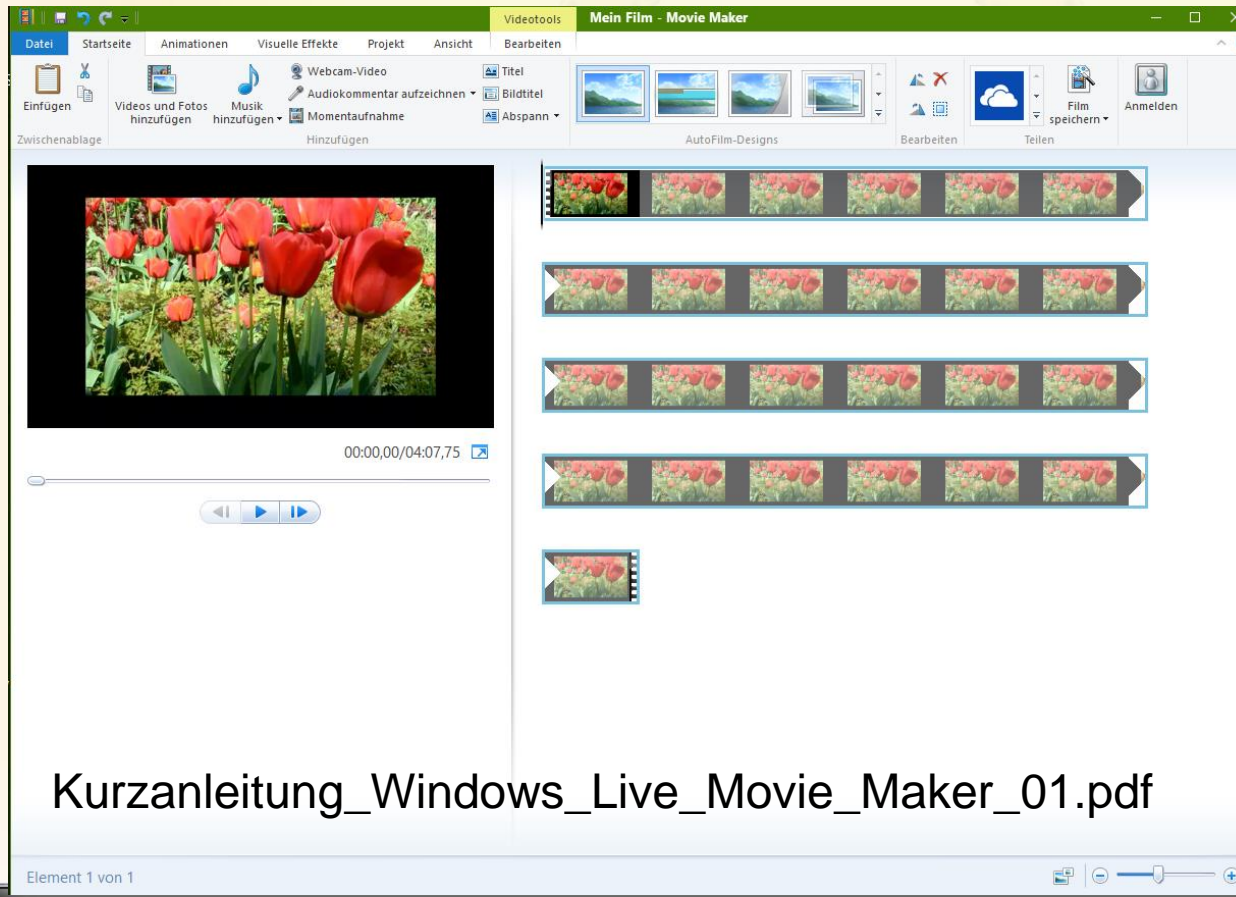 Videotools
Mein Film - Movie Maker
Datei
Startseite
Animationen
Visuelle Effekte
Projekt
Ansicht
Bearbeiten
Einfügen
Zwischenablage
Videos und Fotos
hinzufügen
Musik
hinzufügen
Webcam-Video
Audiokommentar aufzeichnen
Momentaufnahme
Titel
Bildtitel
Abspann
Hinzufügen
AutoFilm-Designs
Bearbeiten
Film
speichern
Teilen
Anmelden
00:00,00/04:07,75
Kurzanleitung_Windows_Live_Movie_Maker_01.pdf
Element 1 von 1